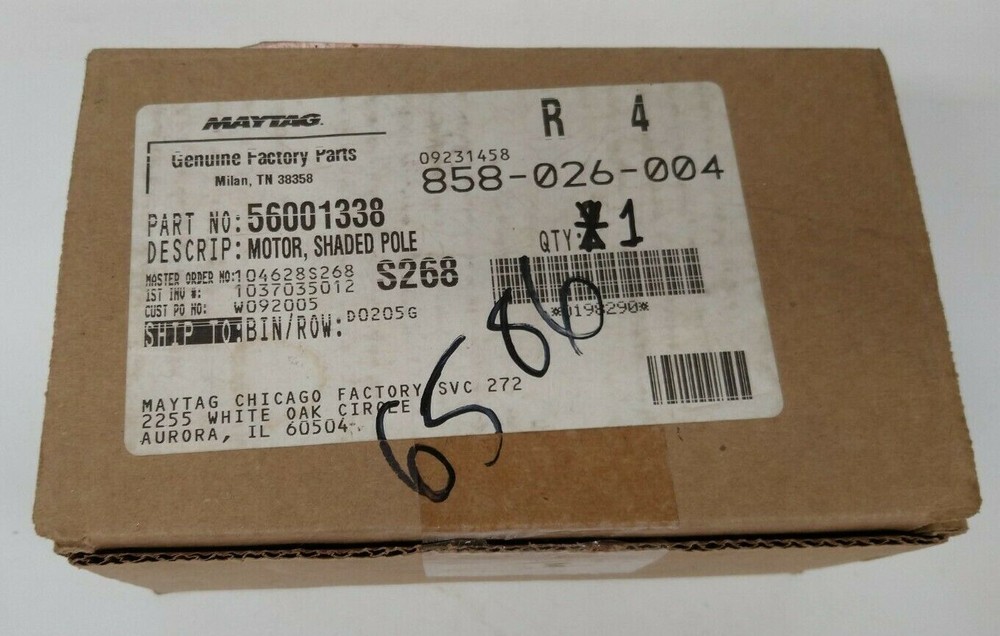 MAYTAG.
R 4
Genuine Factory Parts
Milan, TN 38358
09231458
858-026-004
PART NO: 56001338
DESCRIP: MOTOR, SHADED POLE
QTY: 1
MASTER ORDER NO: 104628S268 S268
1ST INV #: 1037035012
CUST PO NO: W092005
SHIP TO: BIN/ROW: D0205G
MAYTAG CHICAGO FACTORY SVC 272
2255 WHITE OAK CIRCLE
AURORA, IL 60504
65 86